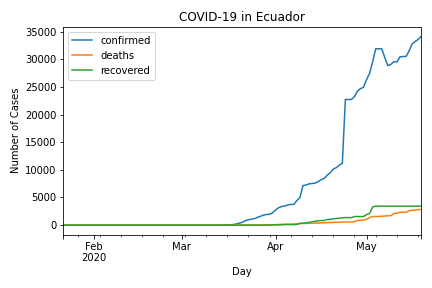 COVID-19 in Ecuador
confirmed
deaths
recovered
35000
30000
25000
20000
15000
10000
5000
0
Number of Cases
Feb
2020
Mar
Apr
May
Day